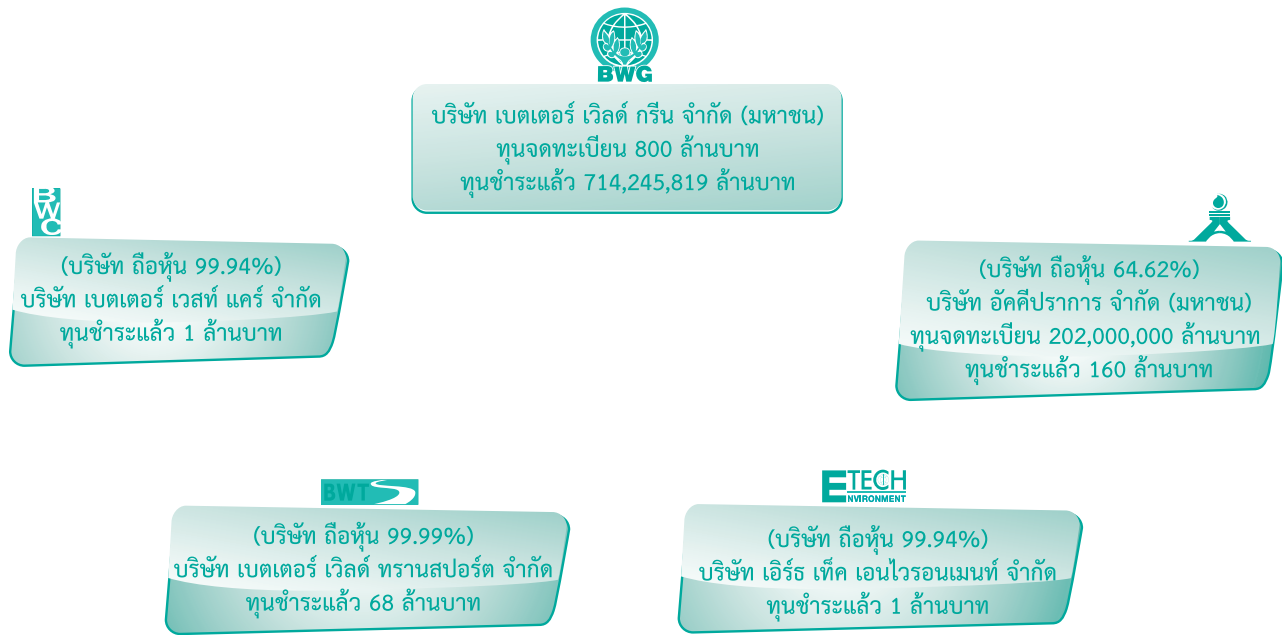 BWG
บริษัท เบตเตอร์ เวิลด์ กรีน จำกัด (มหาชน)
ทุนจดทะเบียน 800 ล้านบาท
ทุนชำระแล้ว 714,245,819 ล้านบาท
B
W
C
(บริษัท ถือหุ้น 99.94%)
บริษัท เบตเตอร์ เวสท์ แคร์ จำกัด
ทุนชำระแล้ว 1 ล้านบาท
(บริษัท ถือหุ้น 64.62%)
บริษัท อัคคีปราการ จำกัด (มหาชน)
ทุนจดทะเบียน 202,000,000 ล้านบาท
ทุนชำระแล้ว 160 ล้านบาท
BWT
(บริษัท ถือหุ้น 99.99%)
บริษัท เบตเตอร์ เวิลด์ ทรานสปอร์ต จำกัด
ทุนชำระแล้ว 68 ล้านบาท
ETECH
NVIRONMENT
(บริษัท ถือหุ้น 99.94%)
บริษัท เอิร์ธ เท็ค เอนไวรอนเมนท์ จำกัด
ทุนชำระแล้ว 1 ล้านบาท